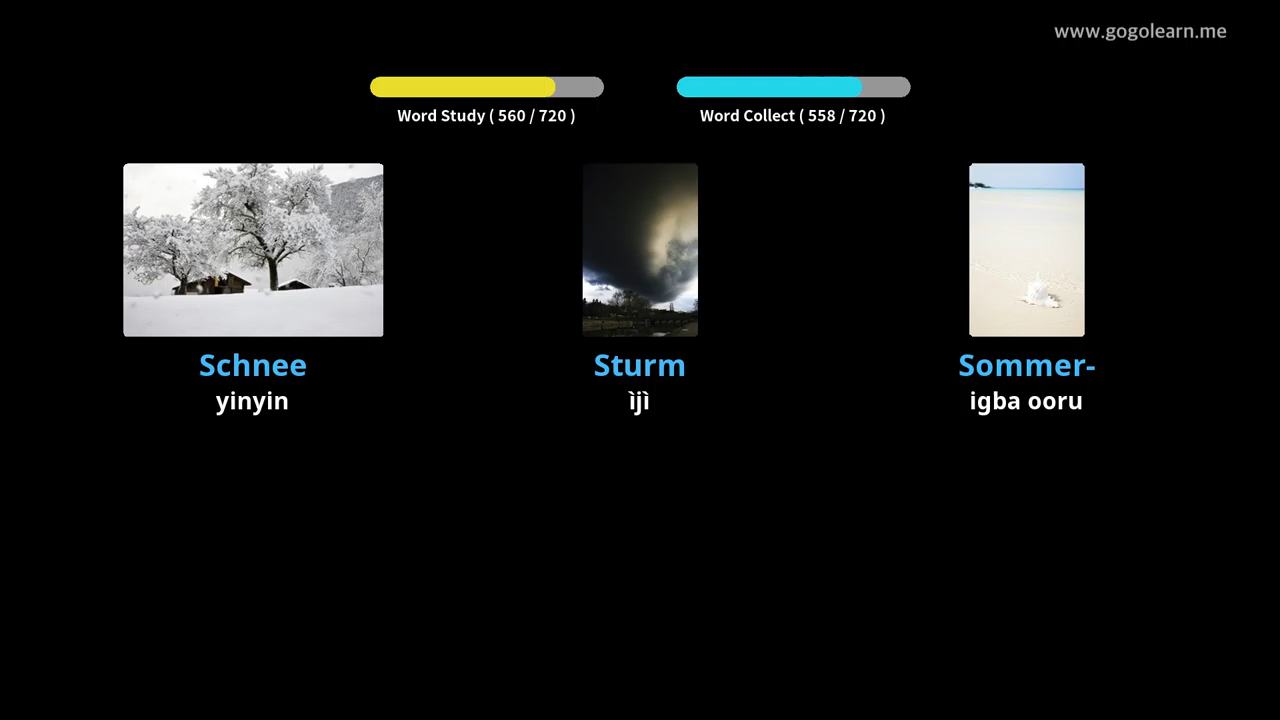 www.gogolearn.me
Word Study ( 560 / 720 )
Word Collect ( 558 / 720 )
Schnee
yinyin
Sturm
ìjì
Sommer-
igba ooru